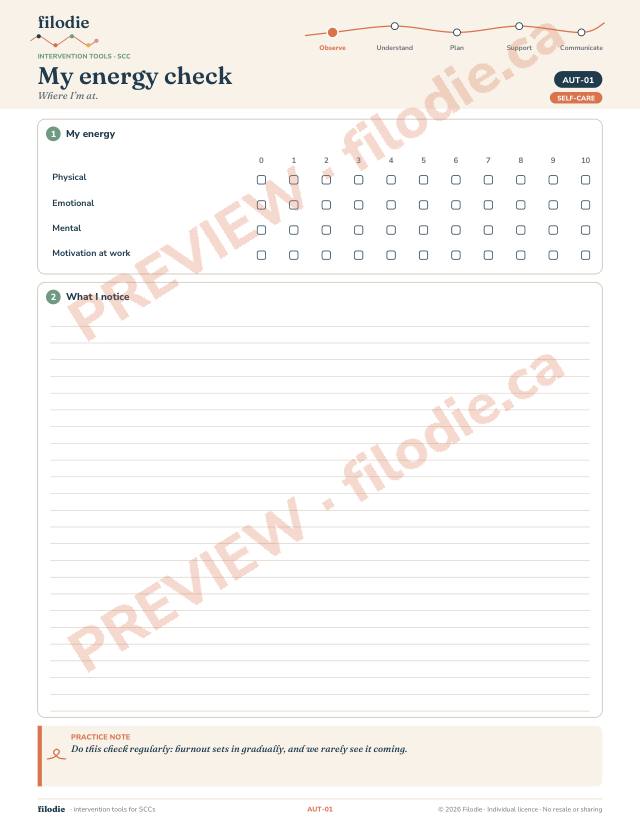 filodie
INTERVENTION TOOLS · SCC
Observe Understand Plan Support Communicate
My energy check
Where I'm at.
AUT-01
SELF-CARE
1 My energy
0 1 2 3 4 5 6 7 8 9 10
Physical
Emotional
Mental
Motivation at work
2 What I notice
PREVIEW · filodie.ca
PREVIEW · filodie.ca
PRACTICE NOTE
Do this check regularly: burnout sets in gradually, and we rarely see it coming.
filodie · intervention tools for SCCs
AUT-01
© 2026 Filodie · Individual licence · No resale or sharing